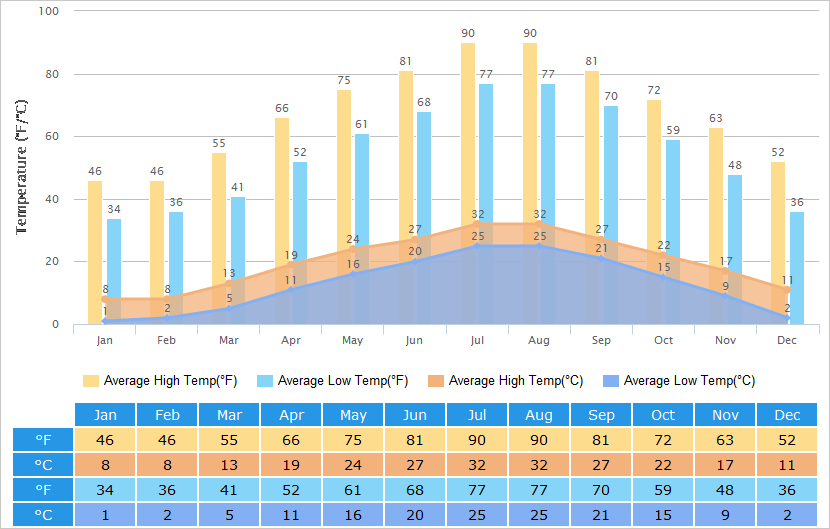 100
80
60
40
20
0
Temperature (°F/°C)
46 46 55 66 75 81 90 90 81 72 63 52
34 36 41 52 61 68 77 77 70 59 48 36
8 8 13 19 24 27 32 32 27 22 17 11
1 2 5 11 16 20 25 25 21 15 9 2
Jan Feb Mar Apr May Jun Jul Aug Sep Oct Nov Dec
Average High Temp(°F) Average Low Temp(°F) Average High Temp(°C) Average Low Temp(°C)
Jan Feb Mar Apr May Jun Jul Aug Sep Oct Nov Dec
°F 46 46 55 66 75 81 90 90 81 72 63 52
°C 8 8 13 19 24 27 32 32 27 22 17 11
°F 34 36 41 52 61 68 77 77 70 59 48 36
°C 1 2 5 11 16 20 25 25 21 15 9 2